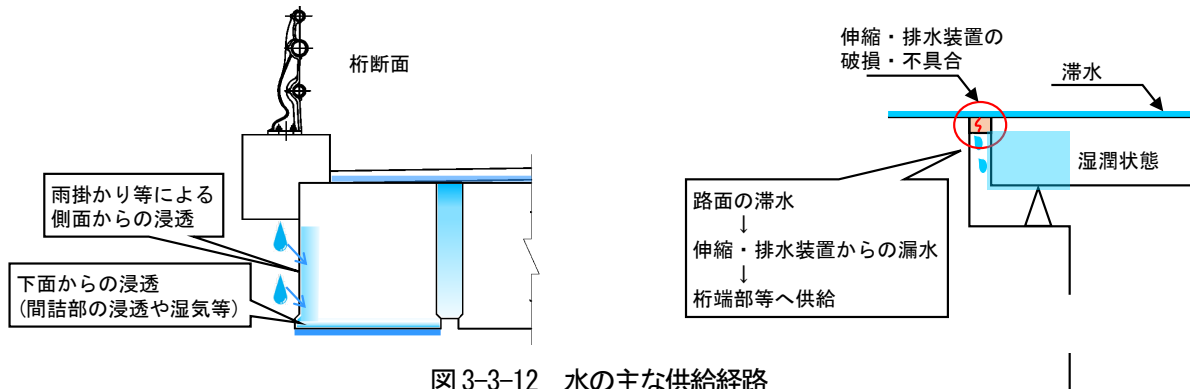 桁断面
雨掛かり等による
側面からの浸透
下面からの浸透
(間詰部の浸透や湿気等)
伸縮・排水装置の
破損・不具合
滞水
湿潤状態
路面の滞水
↓
伸縮・排水装置からの漏水
↓
桁端部等へ供給
図3-3-12 水の主な供給経路